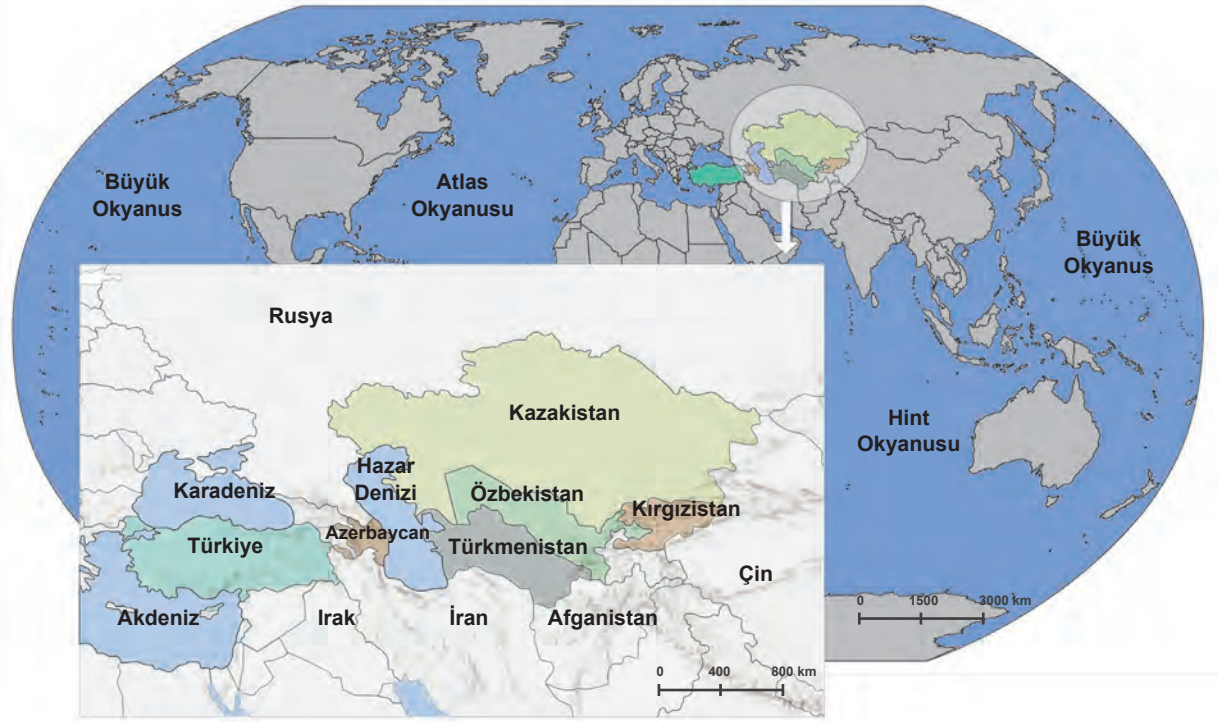 Büyük
Okyanus
Atlas
Okyanusu
Büyük
Okyanus
Hint
Okyanusu
0 1500 3000 km
Rusya
Kazakistan
Hazar
Denizi
Karadeniz
Özbekistan
Kırgızistan
Azerbaycan
Türkiye
Türkmenistan
Çin
Akdeniz
Irak
İran
Afganistan
0 400 800 km